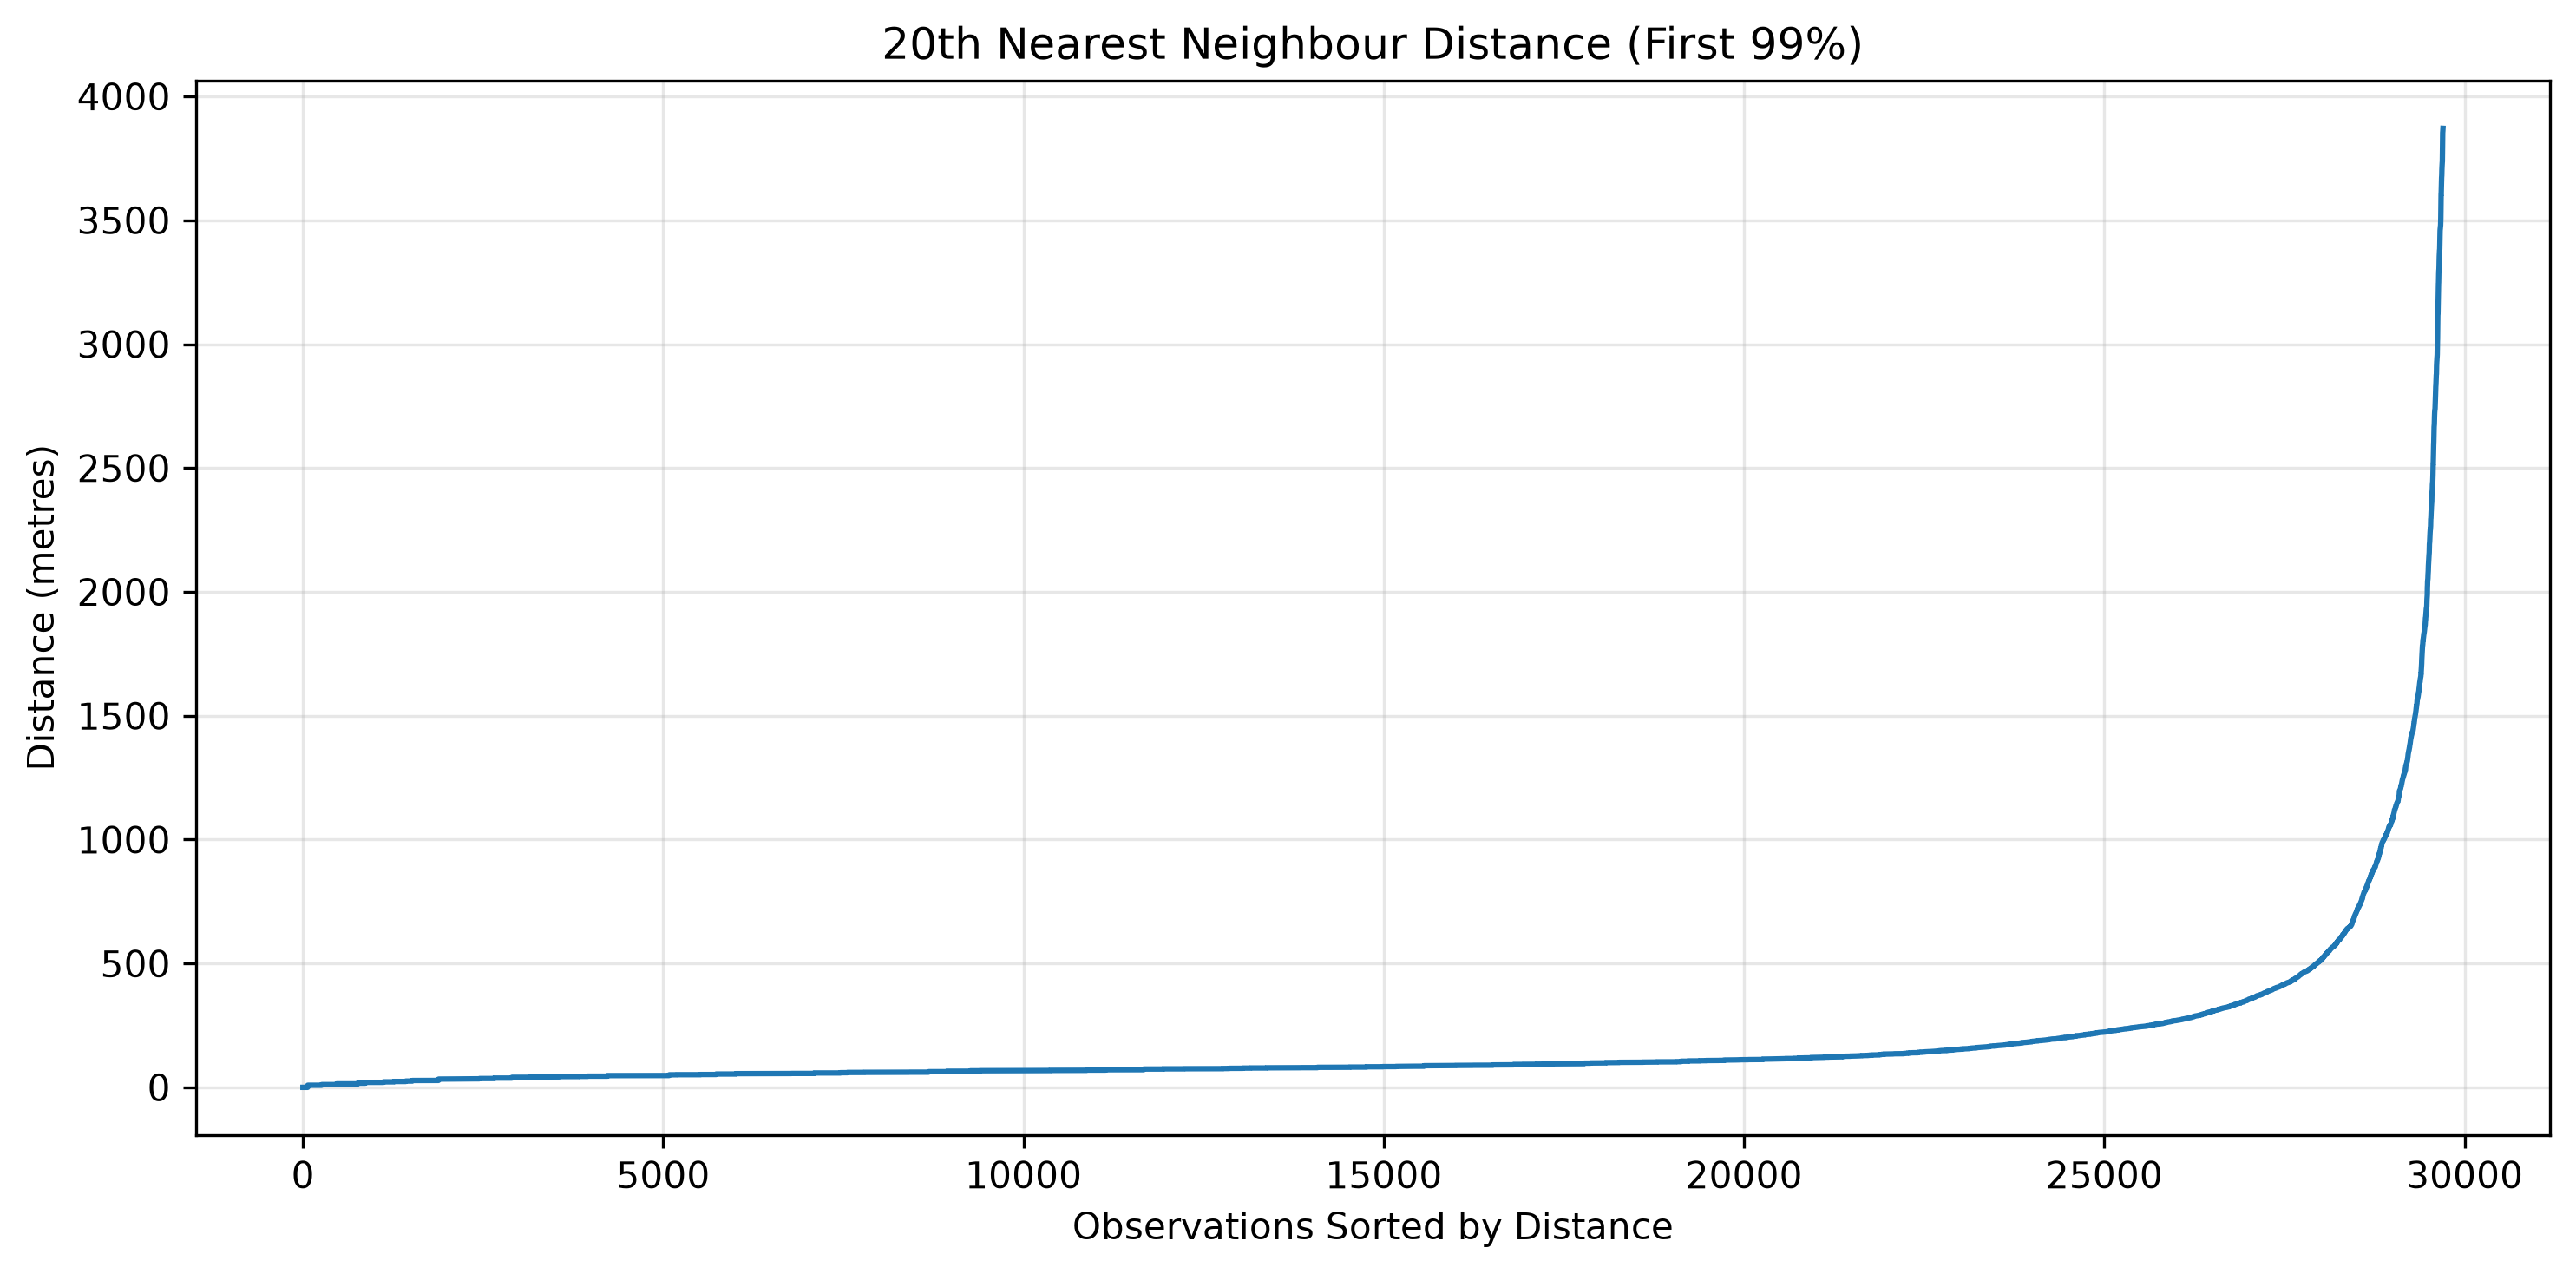 20th Nearest Neighbour Distance (First 99%)
4000
3500
3000
2500
2000
1500
1000
500
0
Distance (metres)
0 5000 10000 15000 20000 25000 30000
Observations Sorted by Distance